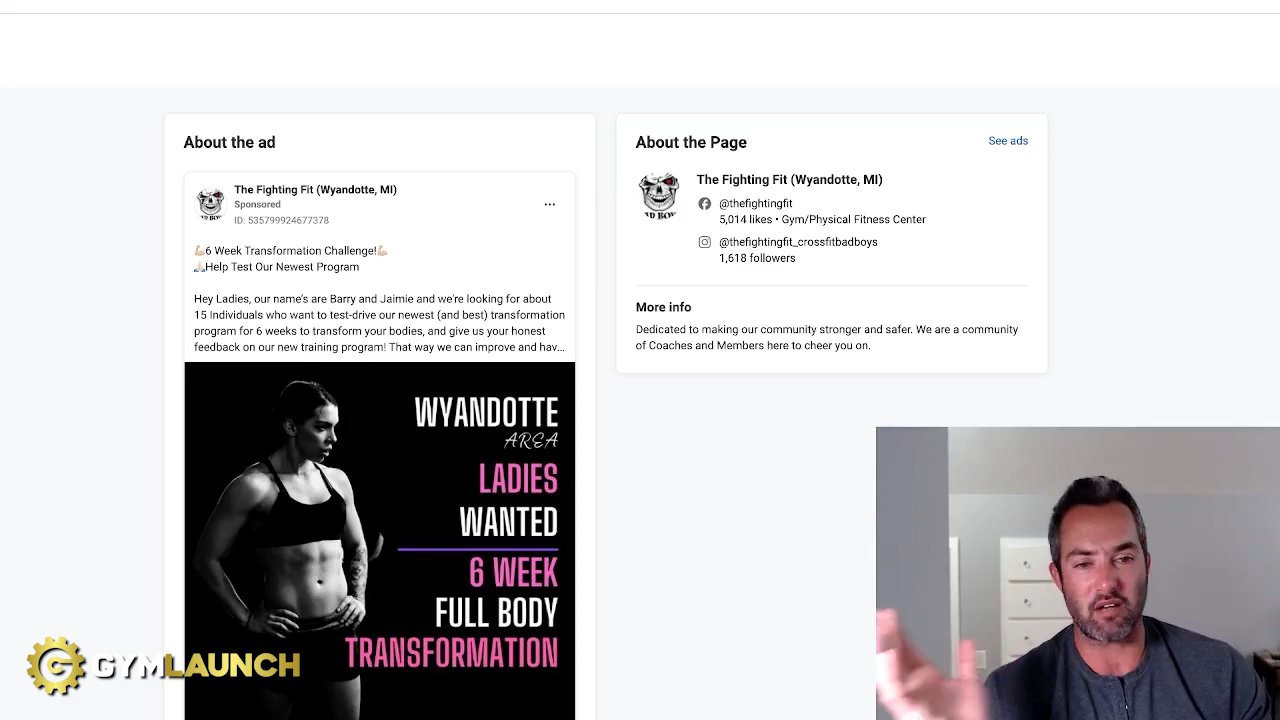 About the ad
The Fighting Fit (Wyandotte, MI)
Sponsored
ID: 535799924677378
💪🏻6 Week Transformation Challenge!💪🏻
🙏🏻Help Test Our Newest Program
Hey Ladies, our name's are Barry and Jaimie and we're looking for about
15 Individuals who want to test-drive our newest (and best) transformation
program for 6 weeks to transform your bodies, and give us your honest
feedback on our new training program! That way we can improve and hav...
WYANDOTTE
AREA
LADIES
WANTED
6 WEEK
FULL BODY
TRANSFORMATION
GYMLAUNCH
About the Page
See ads
The Fighting Fit (Wyandotte, MI)
@thefightingfit
5,014 likes • Gym/Physical Fitness Center
@thefightingfit_crossfitbadboys
1,618 followers
More info
Dedicated to making our community stronger and safer. We are a community
of Coaches and Members here to cheer you on.